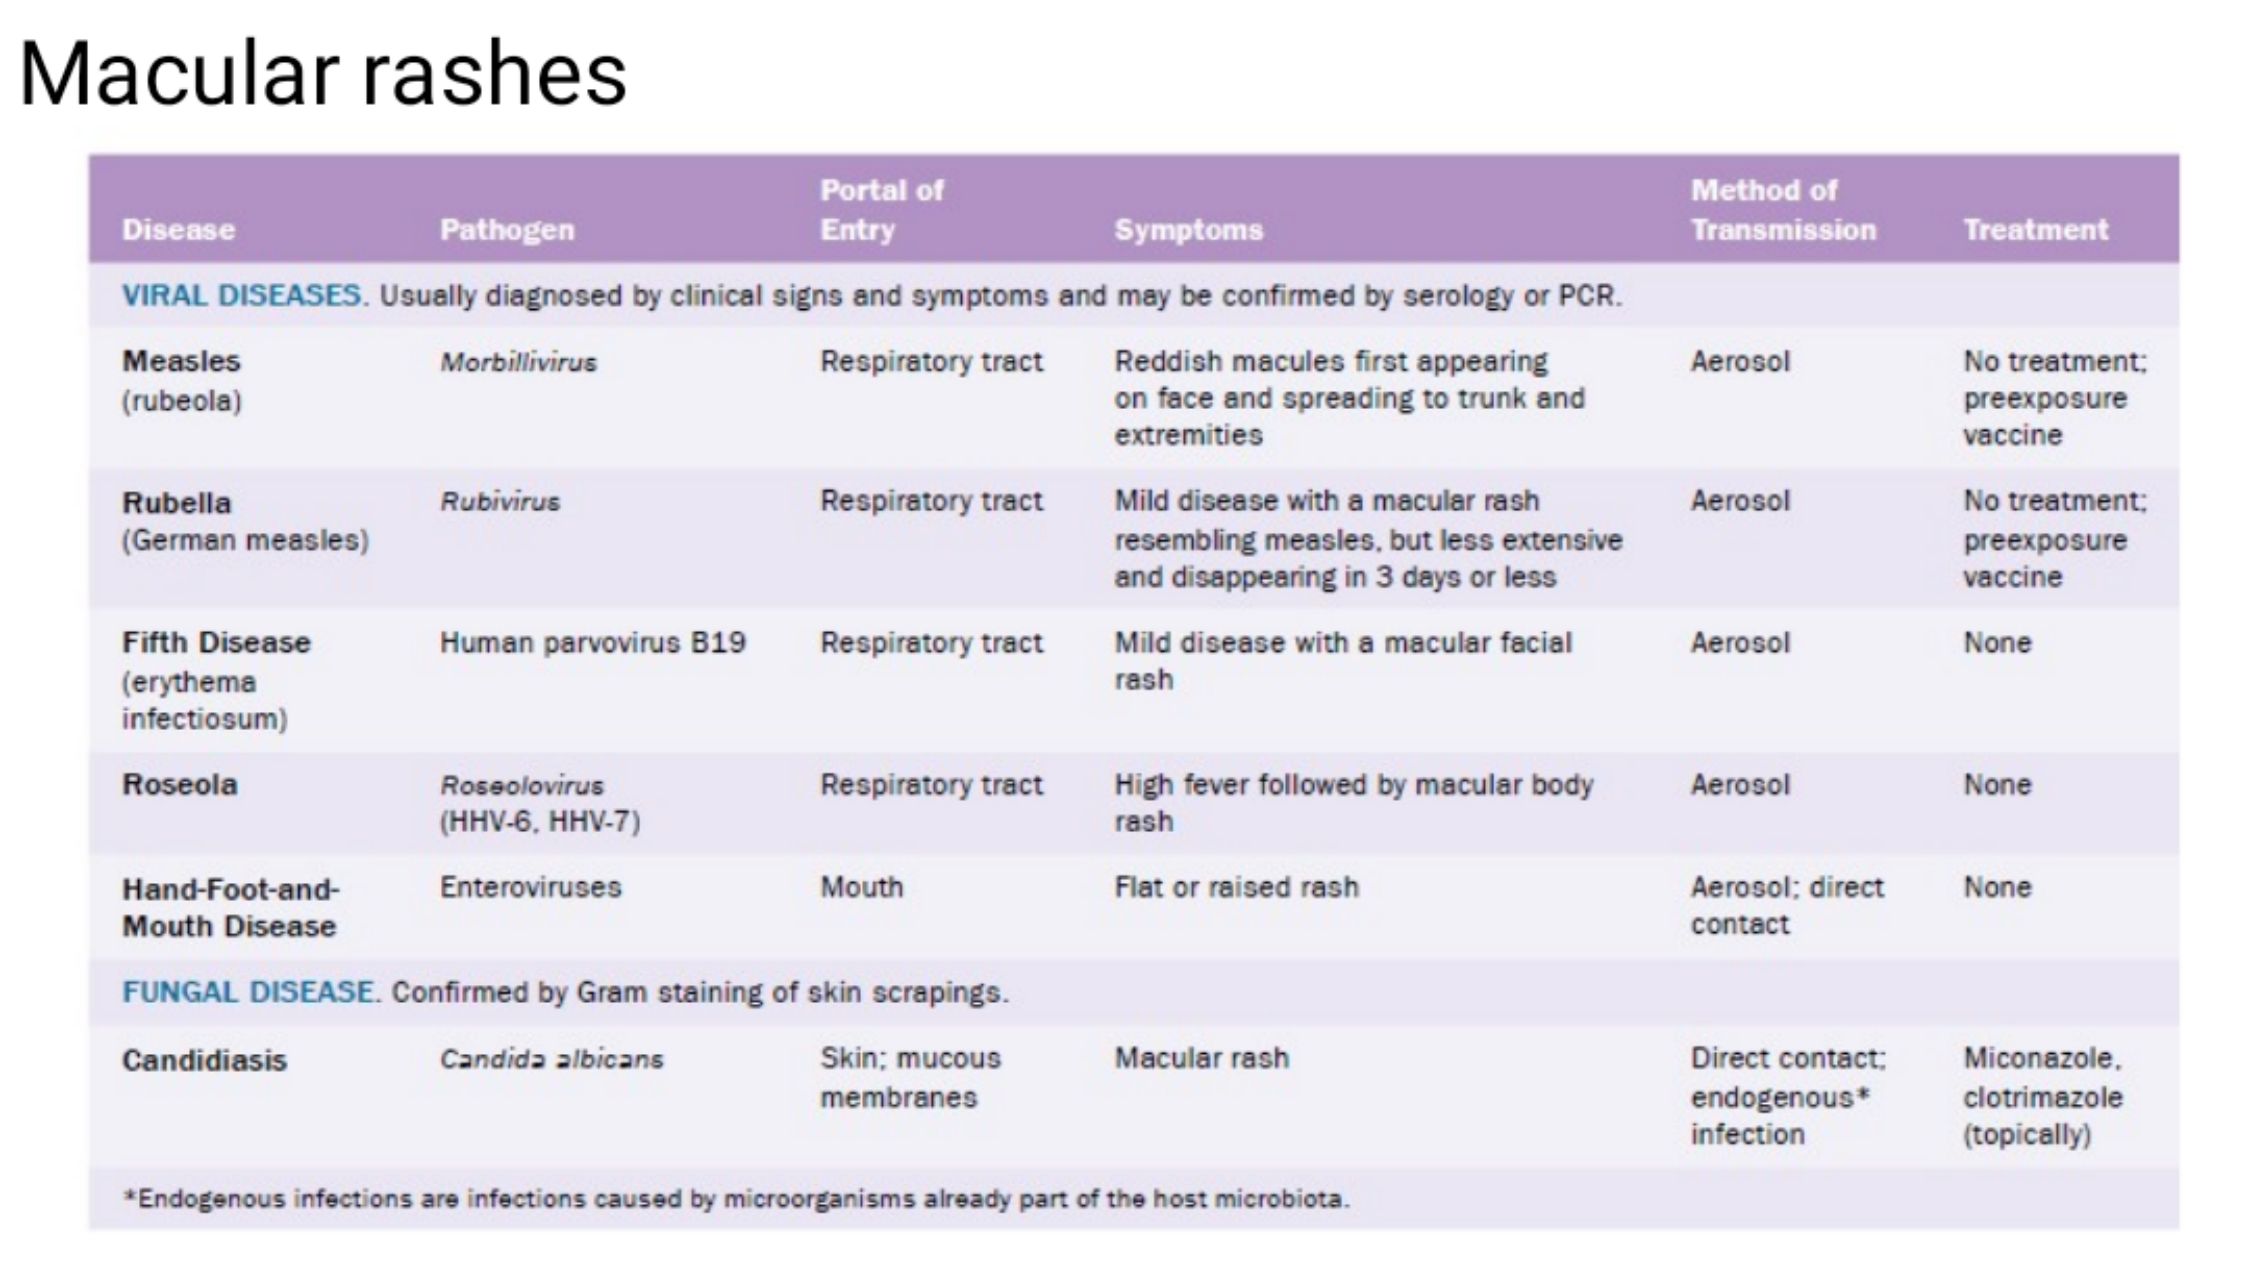 Macular rashes
Disease Pathogen Portal of Entry Symptoms Method of Transmission Treatment
VIRAL DISEASES. Usually diagnosed by clinical signs and symptoms and may be confirmed by serology or PCR.
Measles Morbillivirus Respiratory tract Reddish macules first appearing Aerosol No treatment;
(rubeola) on face and spreading to trunk and preexposure
extremities vaccine
Rubella Rubivirus Respiratory tract Mild disease with a macular rash Aerosol No treatment;
(German measles) resembling measles, but less extensive preexposure
and disappearing in 3 days or less vaccine
Fifth Disease Human parvovirus B19 Respiratory tract Mild disease with a macular facial Aerosol None
(erythema rash
infectiosum)
Roseola Roseolovirus Respiratory tract High fever followed by macular body Aerosol None
(HHV-6, HHV-7) rash
Hand-Foot-and- Enteroviruses Mouth Flat or raised rash Aerosol; direct None
Mouth Disease contact
FUNGAL DISEASE. Confirmed by Gram staining of skin scrapings.
Candidiasis Candida albicans Skin; mucous Macular rash Direct contact; Miconazole,
membranes endogenous* clotrimazole
infection (topically)
*Endogenous infections are infections caused by microorganisms already part of the host microbiota.